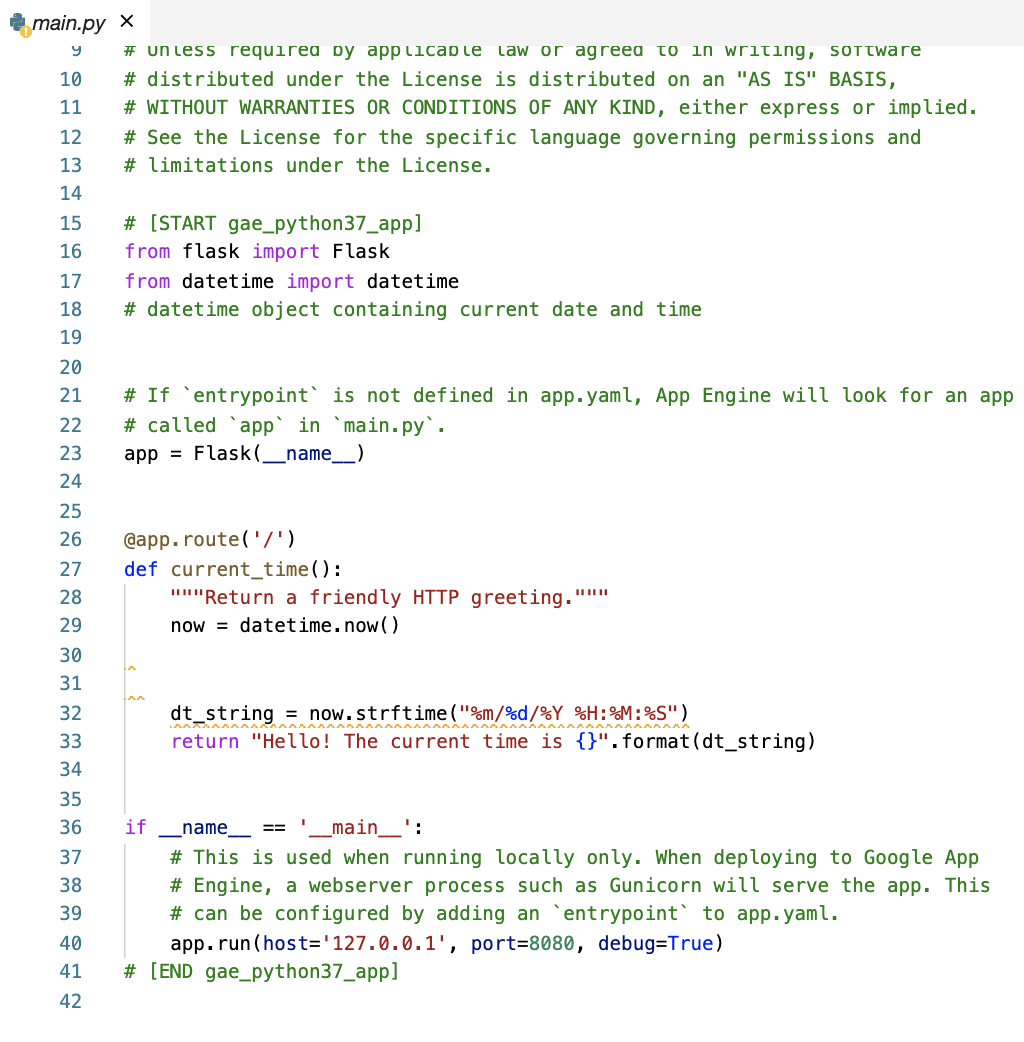 main.py ×
9 # Unless required by applicable law or agreed to in writing, software
10 # distributed under the License is distributed on an "AS IS" BASIS,
11 # WITHOUT WARRANTIES OR CONDITIONS OF ANY KIND, either express or implied.
12 # See the License for the specific language governing permissions and
13 # limitations under the License.
14
15 # [START gae_python37_app]
16 from flask import Flask
17 from datetime import datetime
18 # datetime object containing current date and time
19
20
21 # If `entrypoint` is not defined in app.yaml, App Engine will look for an app
22 # called `app` in `main.py`.
23 app = Flask(__name__)
24
25
26 @app.route('/')
27 def current_time():
28     """Return a friendly HTTP greeting."""
29     now = datetime.now()
30
31
32     dt_string = now.strftime("%m/%d/%Y %H:%M:%S")
33     return "Hello! The current time is {}".format(dt_string)
34
35
36 if __name__ == '__main__':
37     # This is used when running locally only. When deploying to Google App
38     # Engine, a webserver process such as Gunicorn will serve the app. This
39     # can be configured by adding an `entrypoint` to app.yaml.
40     app.run(host='127.0.0.1', port=8080, debug=True)
41 # [END gae_python37_app]
42